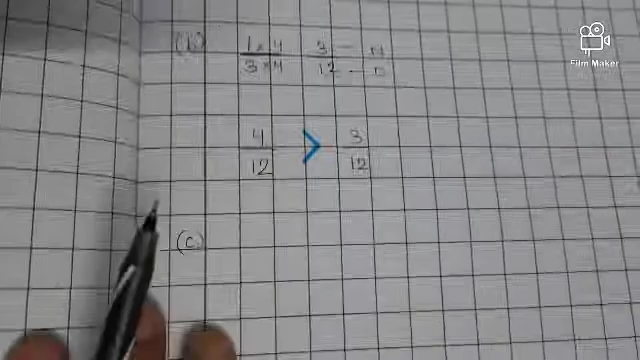 (b) 1×4 3 – N
3×4 12 – D
Film Maker
4 > 3
12 12
(c)